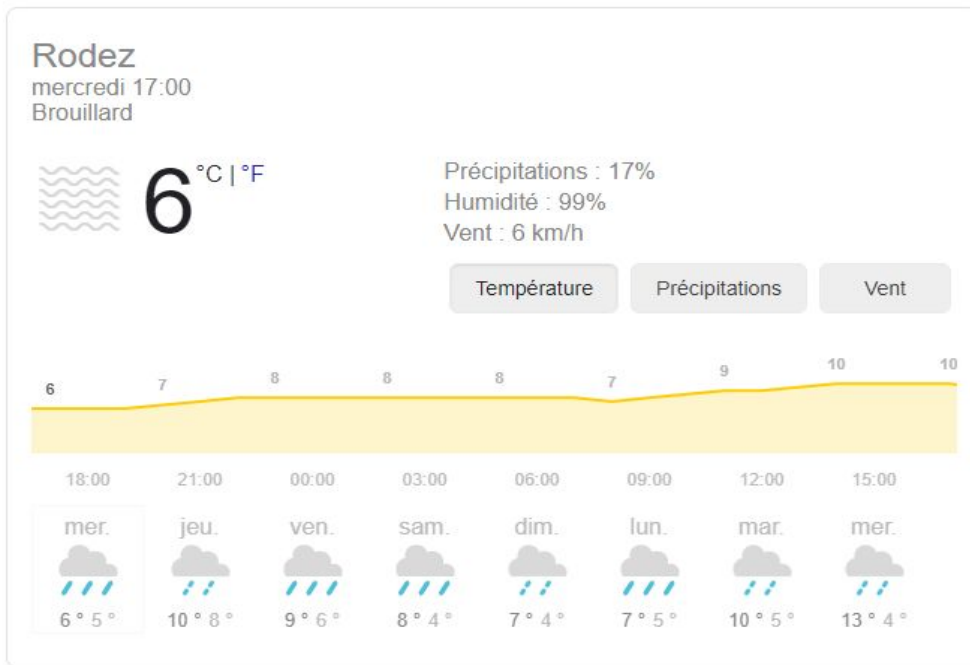 Rodez
mercredi 17:00
Brouillard
6 °C | °F
Précipitations : 17%
Humidité : 99%
Vent : 6 km/h
Température Précipitations Vent
6 7 8 8 8 7 9 10 10
18:00 21:00 00:00 03:00 06:00 09:00 12:00 15:00
mer. jeu. ven. sam. dim. lun. mar. mer.
6 ° 5 ° 10 ° 8 ° 9 ° 6 ° 8 ° 4 ° 7 ° 4 ° 7 ° 5 ° 10 ° 5 ° 13 ° 4 °